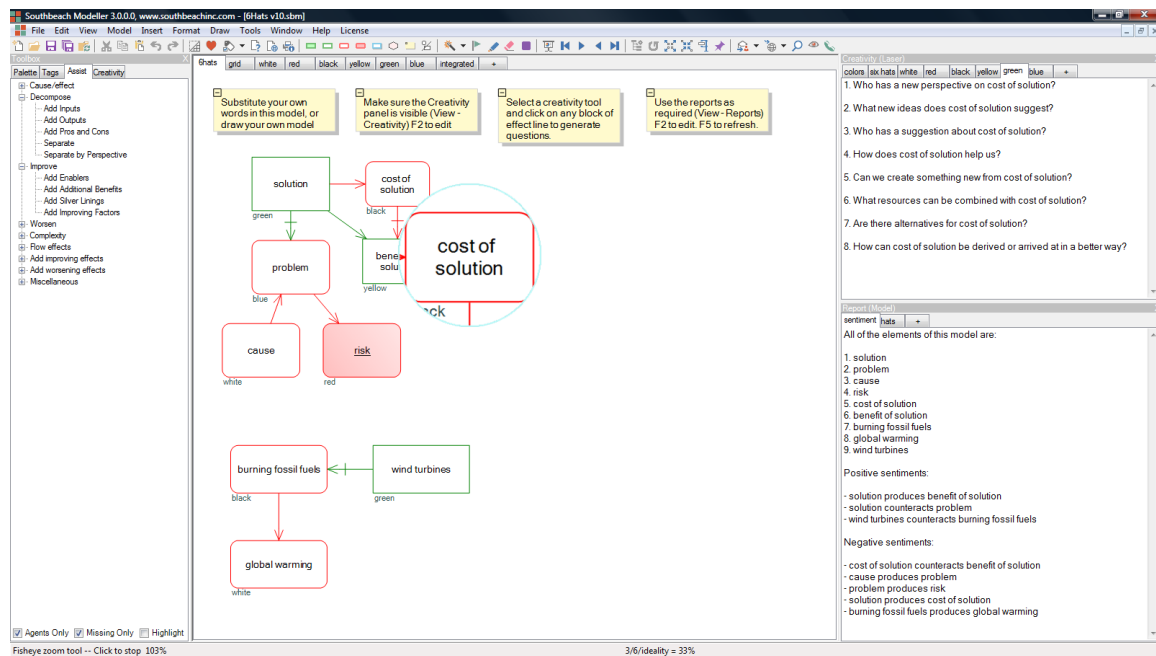 Southbeach Modeller 3.0.0.0, www.southbeachinc.com - [6Hats v10.sbm]
File Edit View Model Insert Format Draw Tools Window Help License
Toolbox
Palette Tags Assist Creativity
Cause/effect
Decompose
Add Inputs
Add Outputs
Add Pros and Cons
Separate
Separate by Perspective
Improve
Add Enablers
Add Additional Benefits
Add Silver Linings
Add Improving Factors
Worsen
Complexity
Flow effects
Add improving effects
Add worsening effects
Miscellaneous
Agents Only Missing Only Highlight
6hats grid white red black yellow green blue integrated +
Substitute your own
words in this model, or
draw your own model
Make sure the Creativity
panel is visible (View -
Creativity) F2 to edit
Select a creativity tool
and click on any block of
effect line to generate
questions.
Use the reports as
required (View - Reports)
F2 to edit. F5 to refresh.
solution
green
cost of
solution
black
bene
solu
yellow
cost of
solution
ck
problem
blue
cause
white
risk
red
burning fossil fuels
black
wind turbines
green
global warming
white
Creativity (Laser)
colors six hats white red black yellow green blue +
1. Who has a new perspective on cost of solution?
2. What new ideas does cost of solution suggest?
3. Who has a suggestion about cost of solution?
4. How does cost of solution help us?
5. Can we create something new from cost of solution?
6. What resources can be combined with cost of solution?
7. Are there alternatives for cost of solution?
8. How can cost of solution be derived or arrived at in a better way?
Report (Model)
sentiment hats +
All of the elements of this model are:
1. solution
2. problem
3. cause
4. risk
5. cost of solution
6. benefit of solution
7. burning fossil fuels
8. global warming
9. wind turbines
Positive sentiments:
- solution produces benefit of solution
- solution counteracts problem
- wind turbines counteracts burning fossil fuels
Negative sentiments:
- cost of solution counteracts benefit of solution
- cause produces problem
- problem produces risk
- solution produces cost of solution
- burning fossil fuels produces global warming
Fisheye zoom tool -- Click to stop 103%
3/6/ideality = 33%